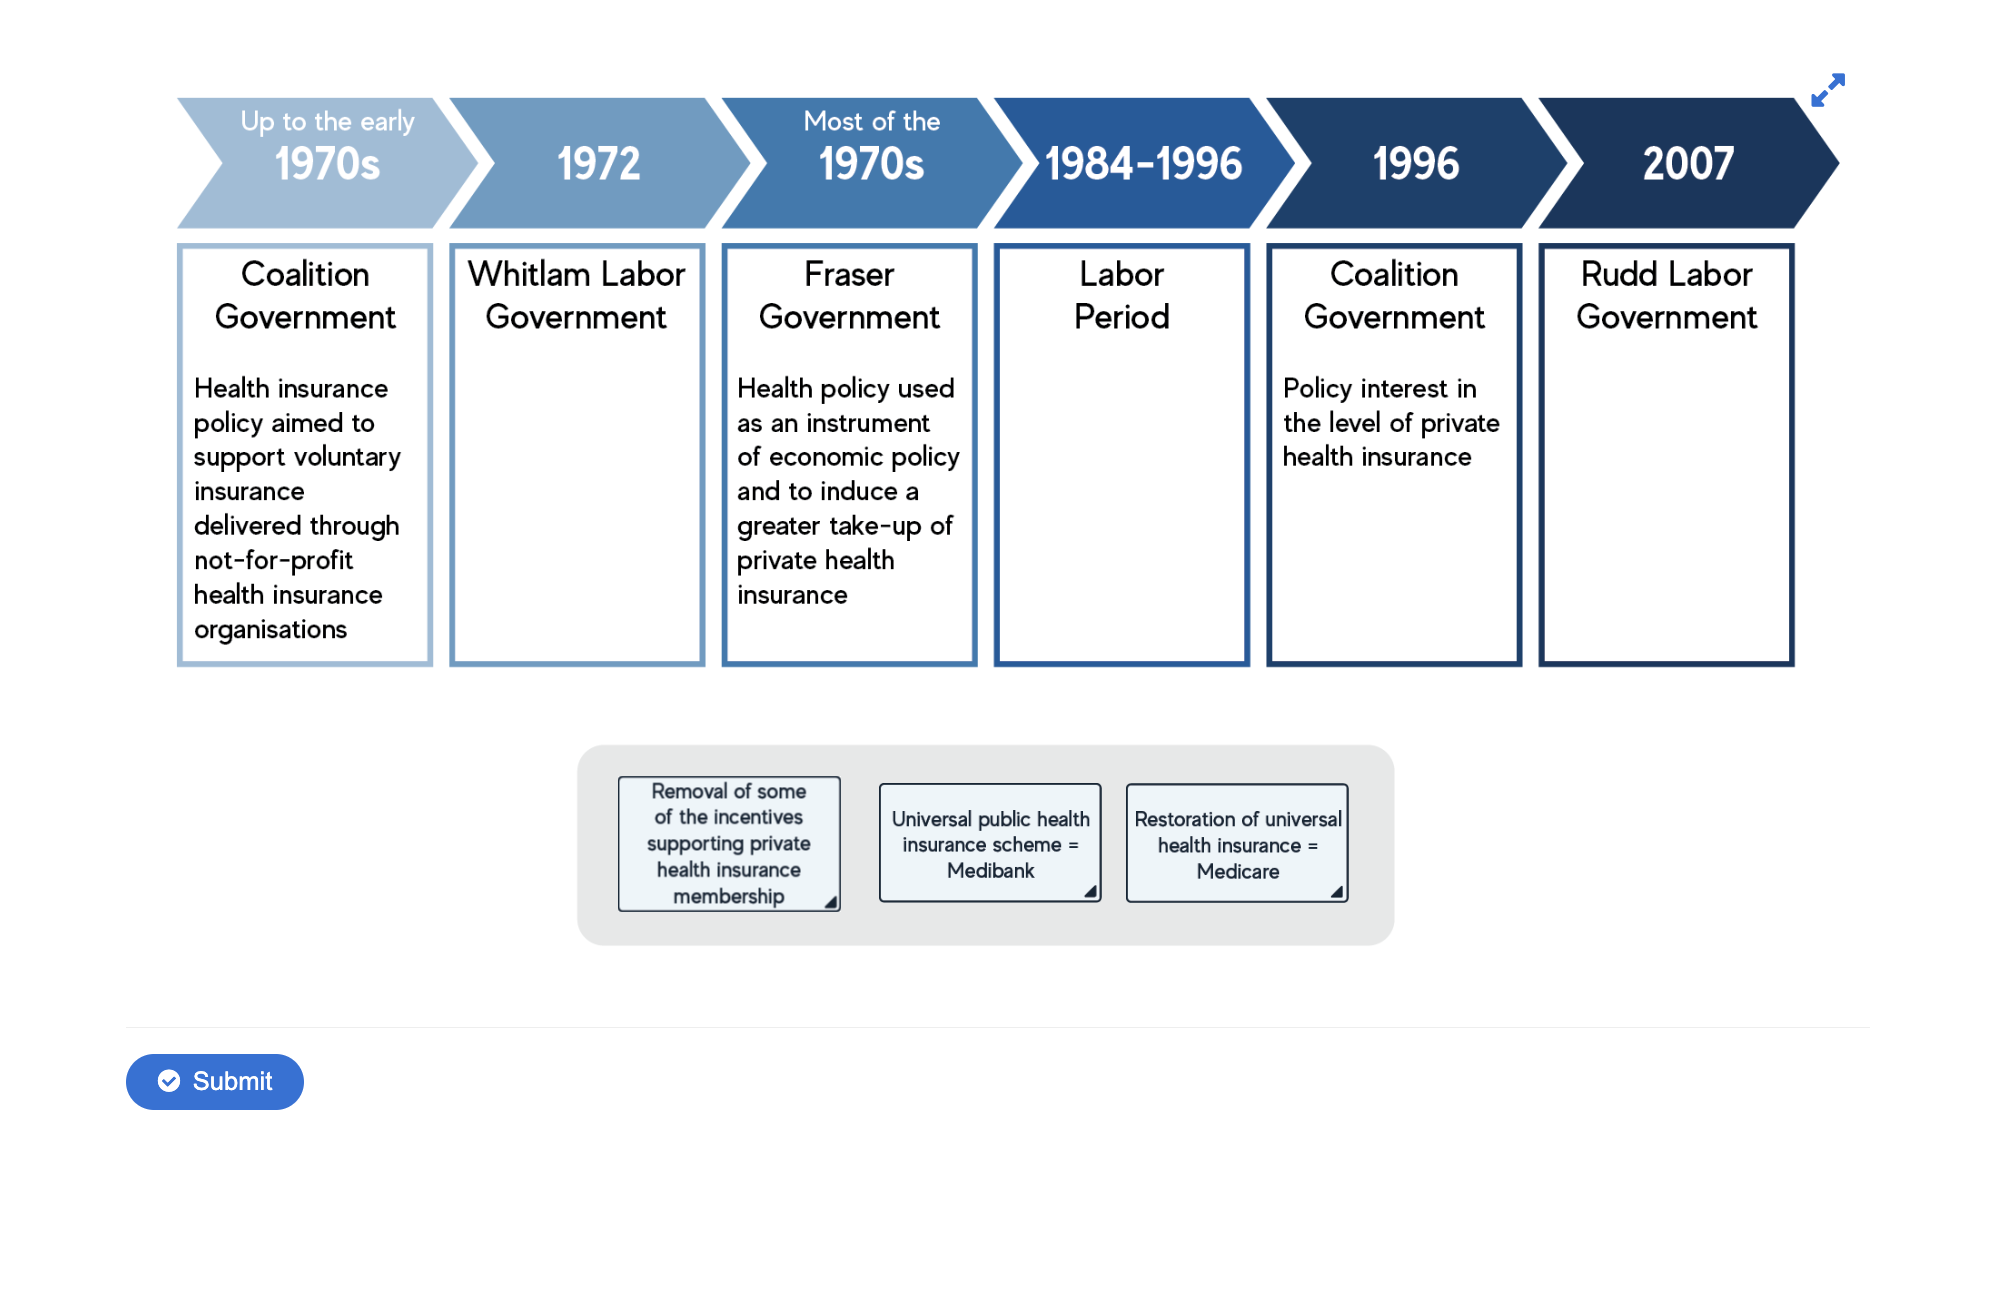 Up to the early
1970s
1972
Most of the
1970s
1984-1996
1996
2007
Coalition
Government
Health insurance
policy aimed to
support voluntary
insurance
delivered through
not-for-profit
health insurance
organisations
Whitlam Labor
Government
Fraser
Government
Health policy used
as an instrument
of economic policy
and to induce a
greater take-up of
private health
insurance
Labor
Period
Coalition
Government
Policy interest in
the level of private
health insurance
Rudd Labor
Government
Removal of some
of the incentives
supporting private
health insurance
membership
Universal public health
insurance scheme =
Medibank
Restoration of universal
health insurance =
Medicare
Submit